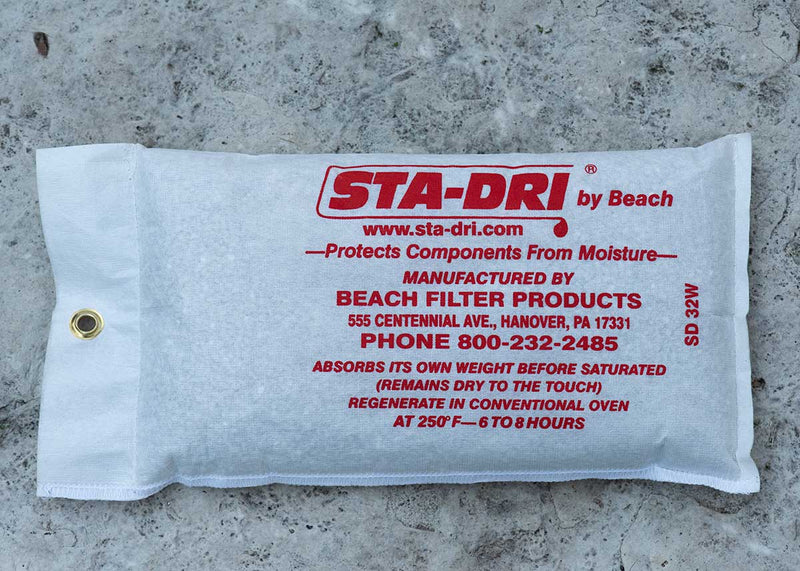 STA-DRI® by Beach
www.sta-dri.com
—Protects Components From Moisture—
MANUFACTURED BY
BEACH FILTER PRODUCTS
555 CENTENNIAL AVE., HANOVER, PA 17331
PHONE 800-232-2485
ABSORBS ITS OWN WEIGHT BEFORE SATURATED
(REMAINS DRY TO THE TOUCH)
REGENERATE IN CONVENTIONAL OVEN
AT 250°F—6 TO 8 HOURS
SD 32W